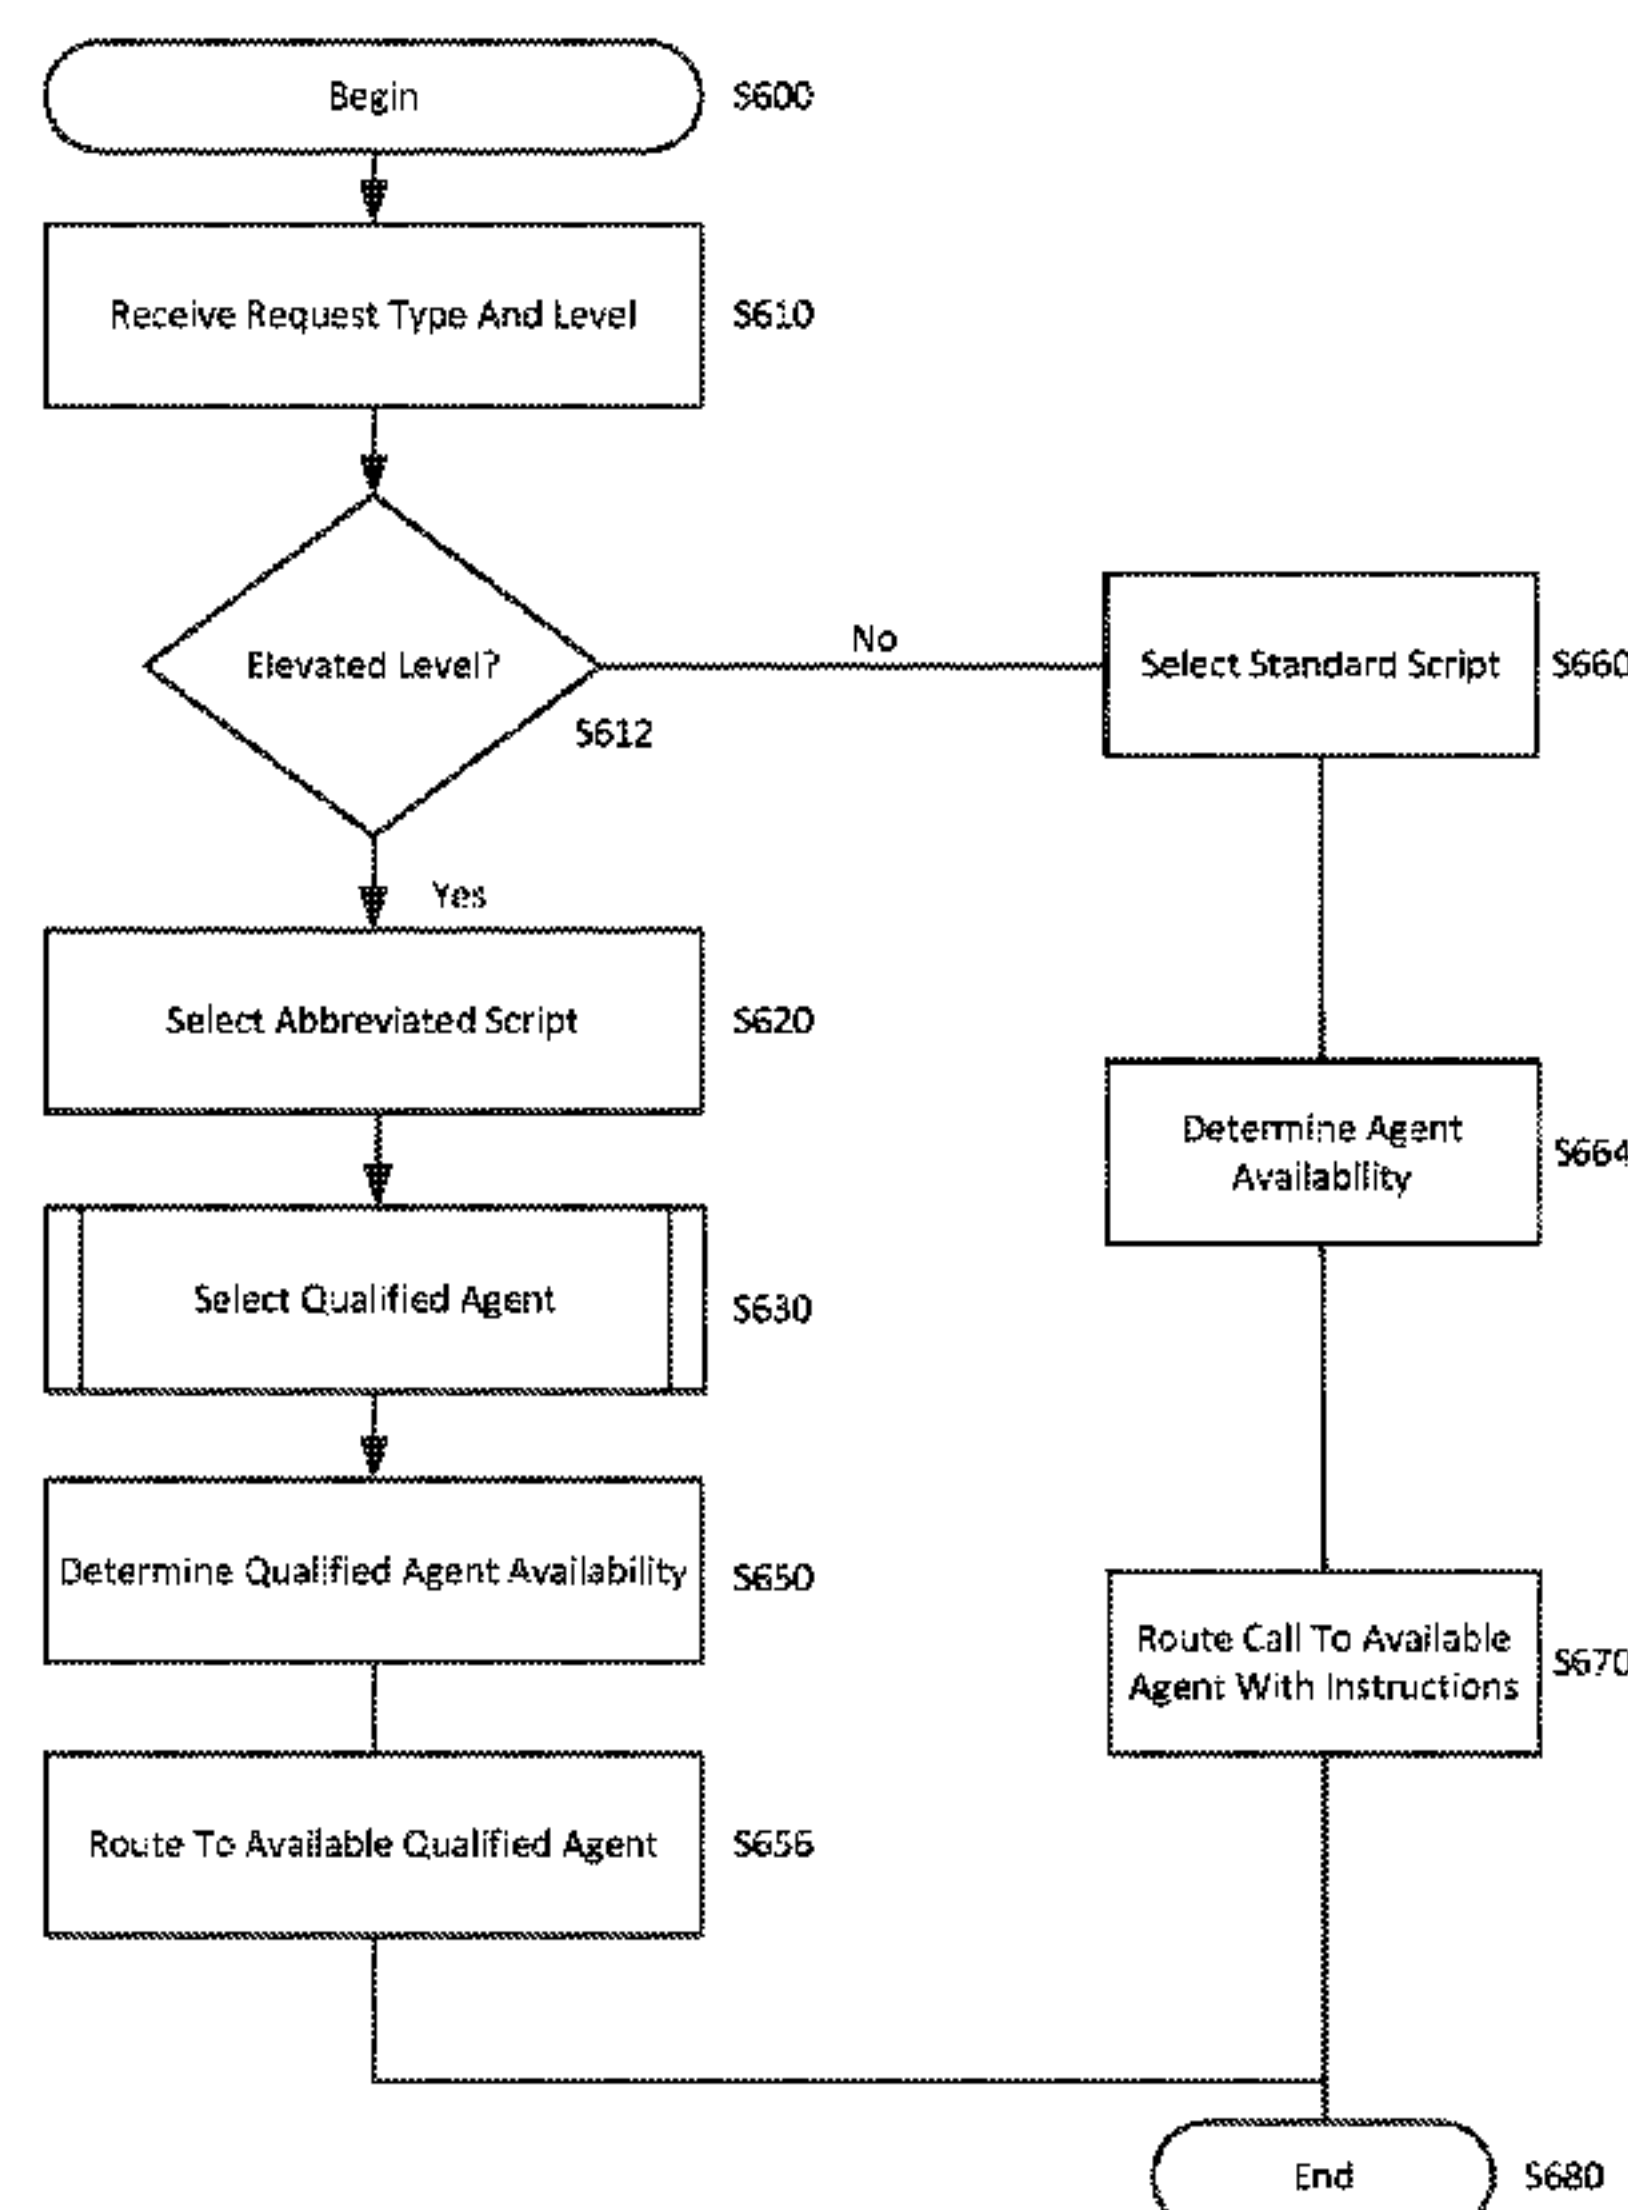 Begin
S600
Receive Request Type And Level
S610
Elevated Level?
S612
No
Select Standard Script
S660
Yes
Select Abbreviated Script
S620
Determine Agent
Availability
S664
Select Qualified Agent
S630
Determine Qualified Agent Availability
S650
Route Call To Available
Agent With Instructions
S670
Route To Available Qualified Agent
S656
End
S680